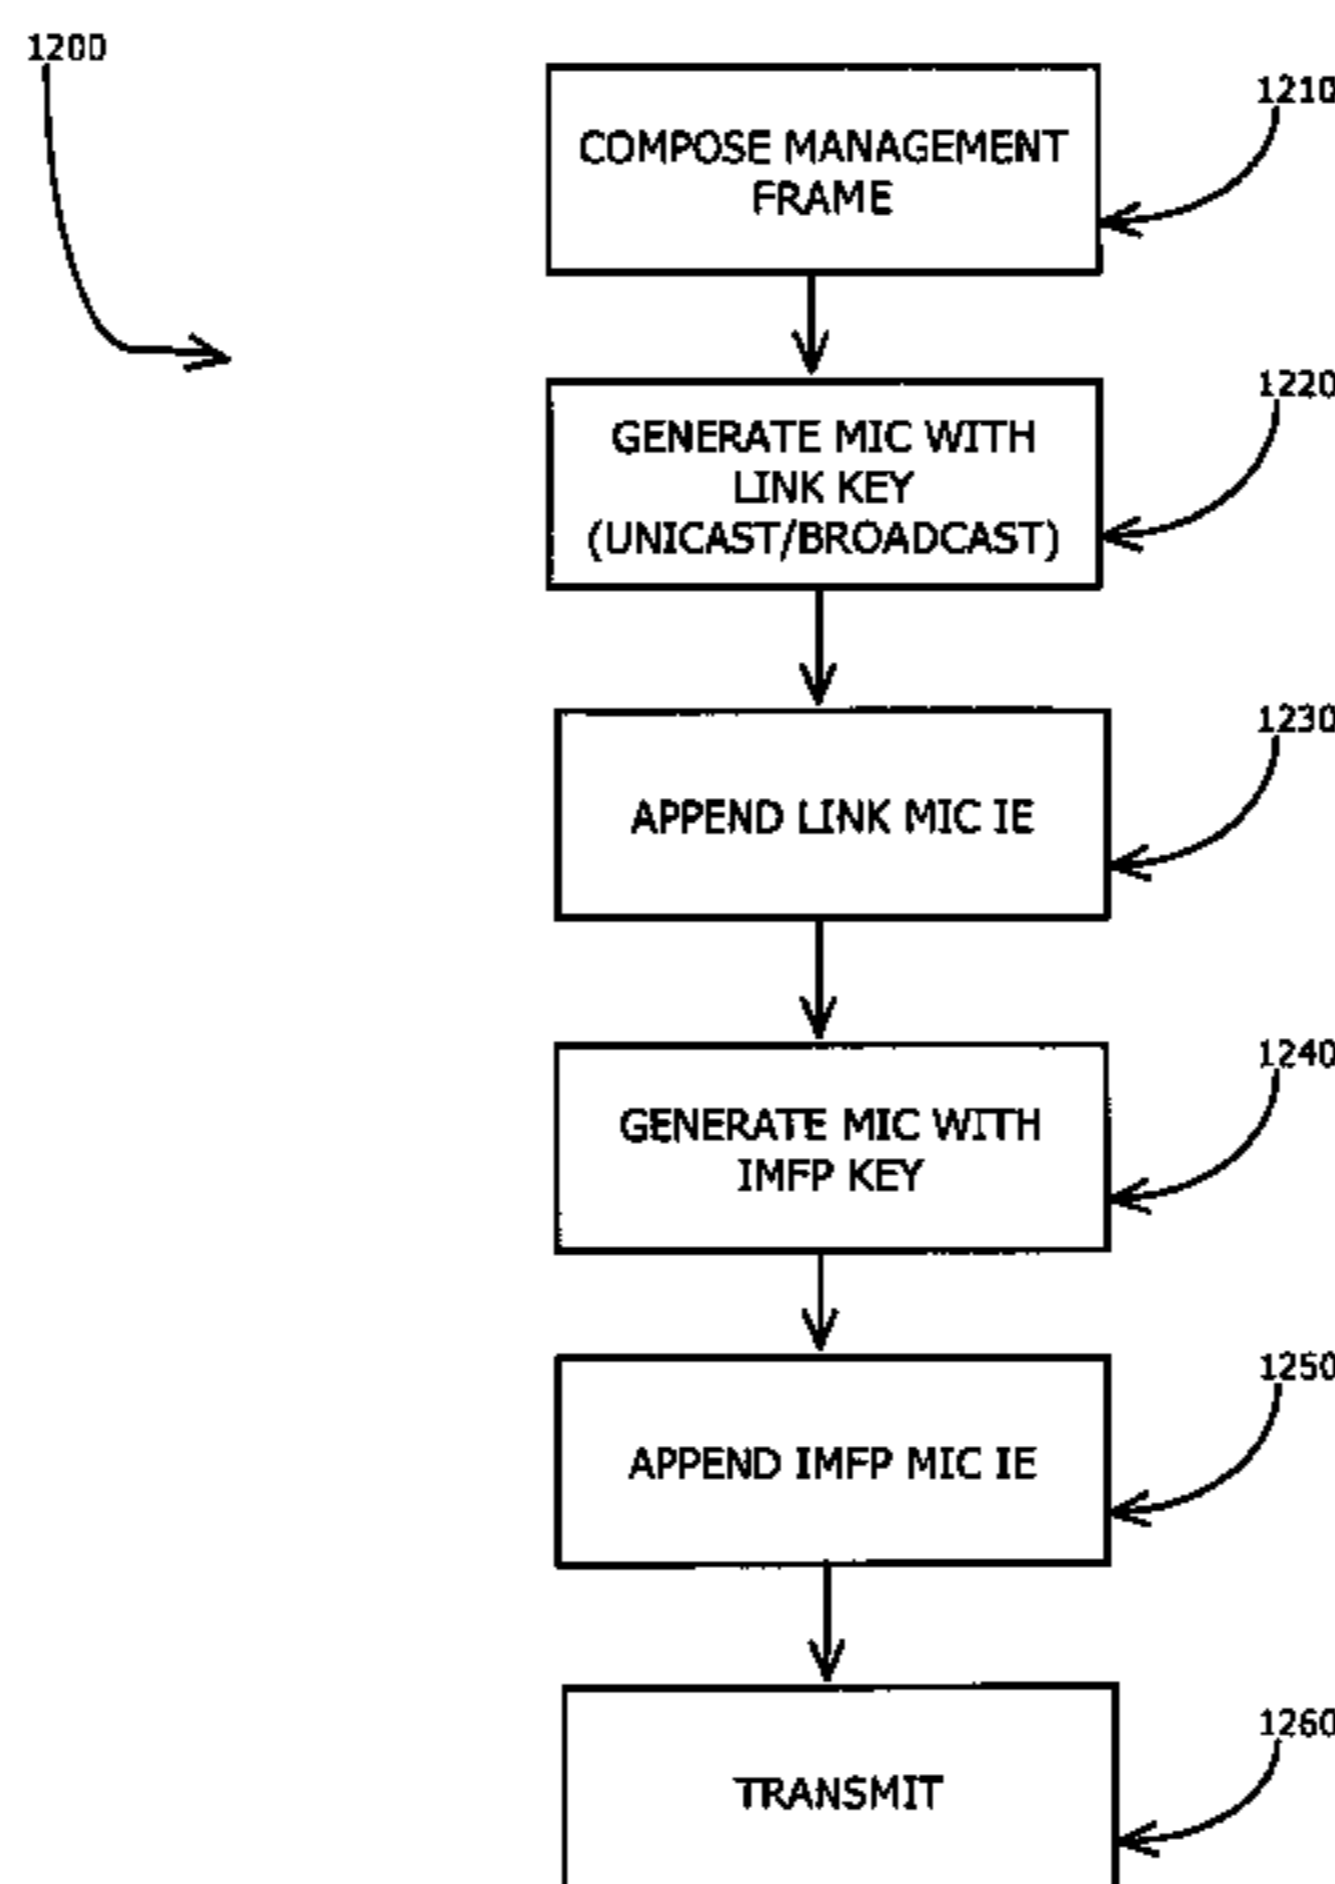 1200
1210
COMPOSE MANAGEMENT
FRAME
1220
GENERATE MIC WITH
LINK KEY
(UNICAST/BROADCAST)
1230
APPEND LINK MIC IE
1240
GENERATE MIC WITH
IMFP KEY
1250
APPEND IMFP MIC IE
1260
TRANSMIT